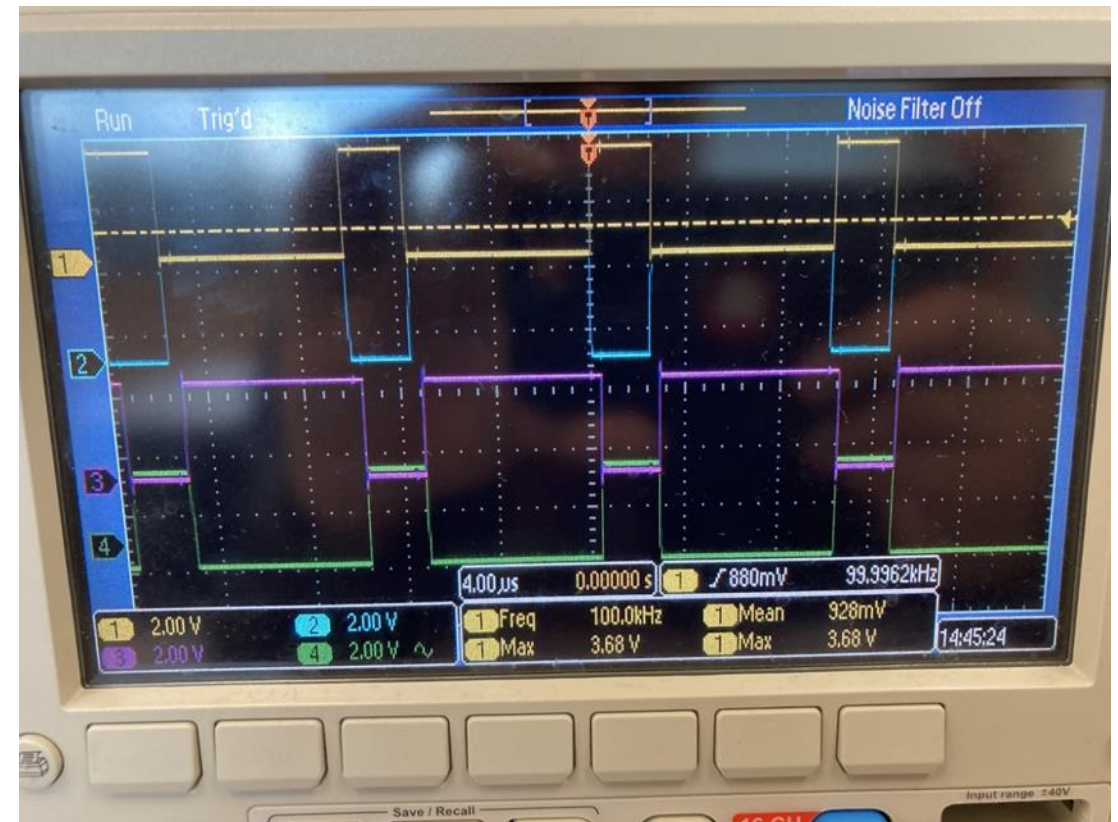 Run Trig'd Noise Filter Off
T
T
1
2
3
4
4.00µs 0.00000 s 1 880mV 99.9962kHz
1 2.00 V 2 2.00 V 1 Freq 100.0kHz 1 Mean 928mV
3 2.00 V 4 2.00 V 1 Max 3.68 V 1 Max 3.68 V 14:45:24
Save / Recall
16 CH
Input range ±40V